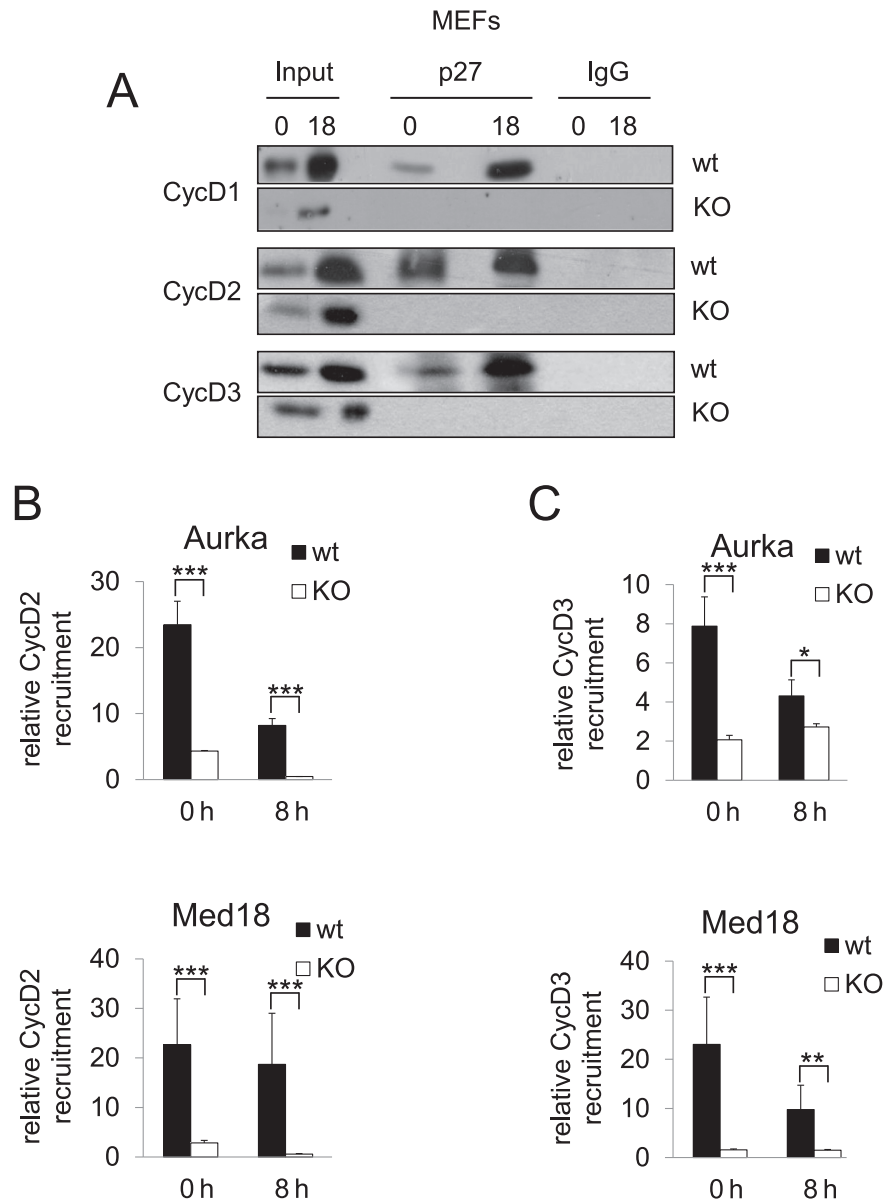 MEFs
A
Input p27 IgG
0 18 0 18 0 18
CycD1 wt
KO
CycD2 wt
KO
CycD3 wt
KO
B
Aurka
wt
KO
relative CycD2
recruitment
30
20
10
0
***
***
0 h 8 h
C
Aurka
wt
KO
relative CycD3
recruitment
10
8
6
4
2
0
***
*
0 h 8 h
Med18
wt
KO
relative CycD2
recruitment
40
30
20
10
0
***
***
0 h 8 h
Med18
wt
KO
relative CycD3
recruitment
40
30
20
10
0
***
**
0 h 8 h